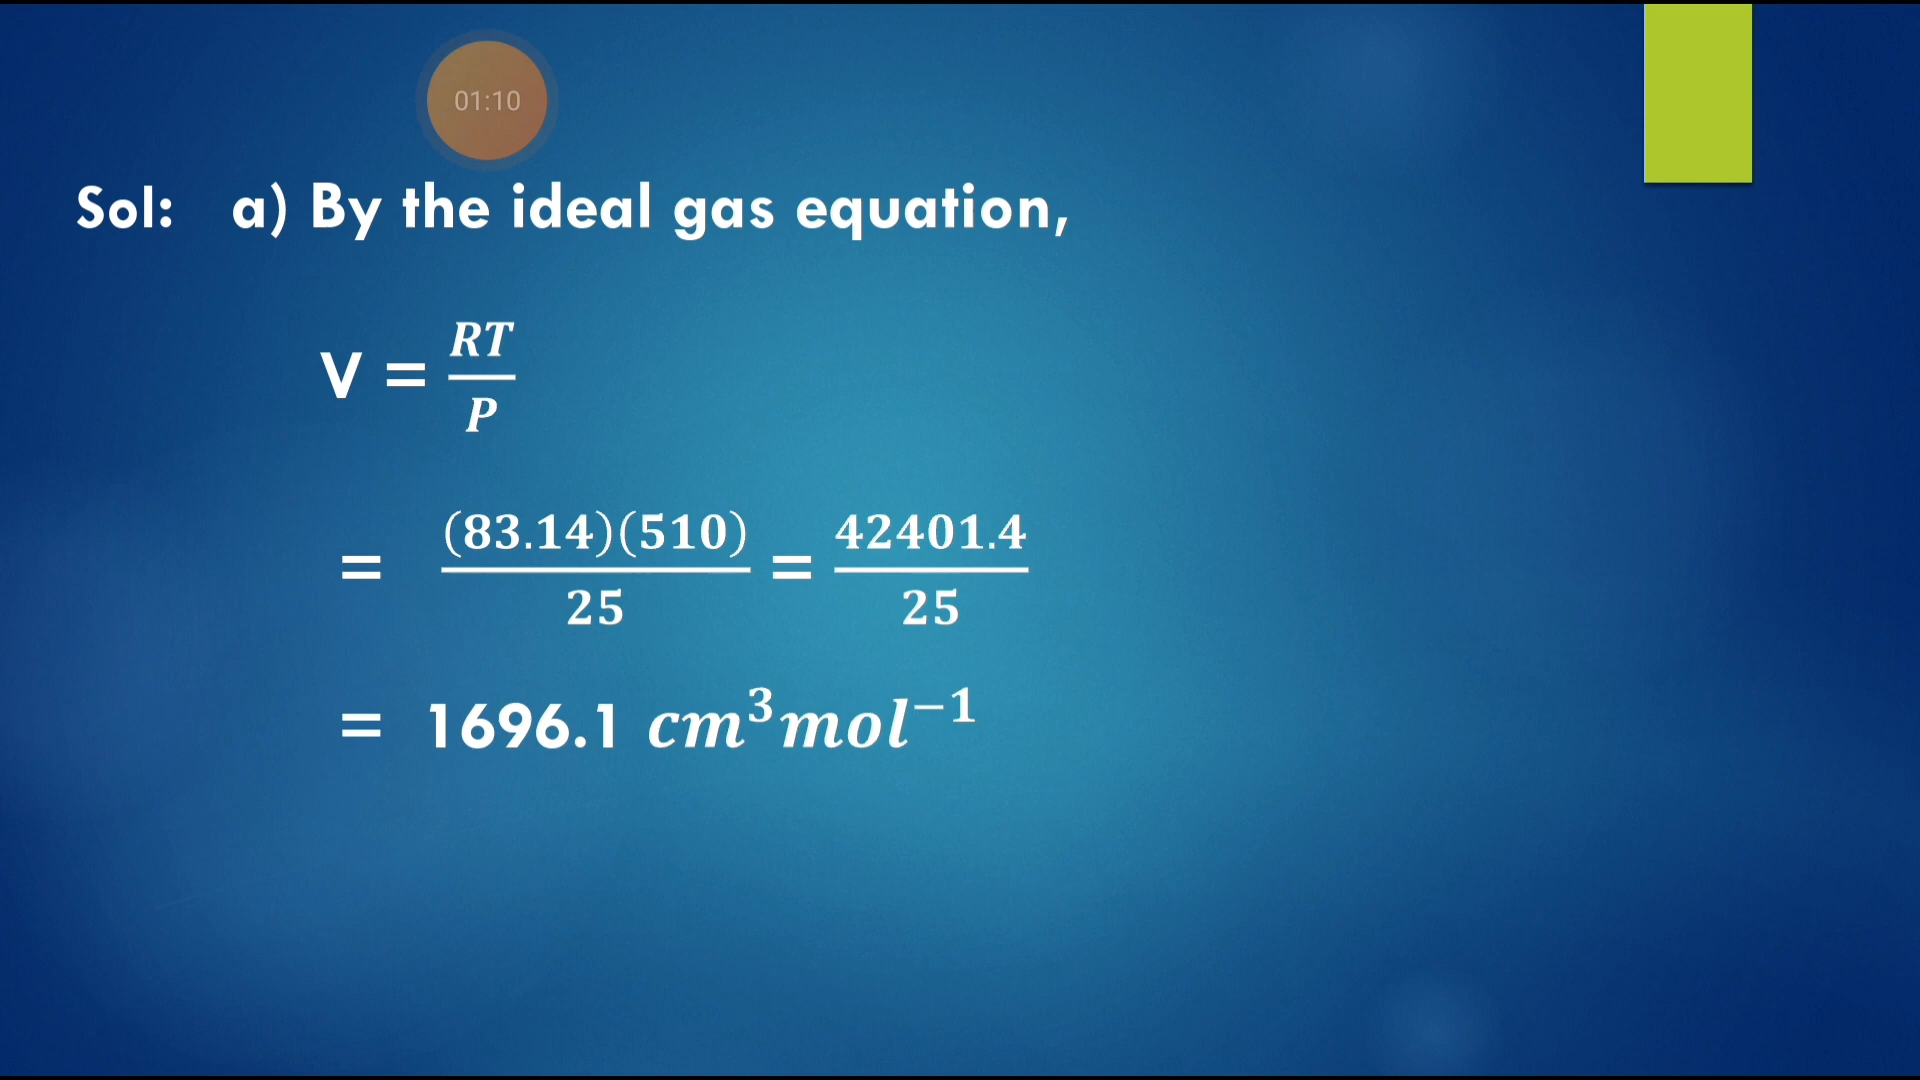 01:10
Sol: a) By the ideal gas equation,
V = RT/P
= (83.14)(510)/25 = 42401.4/25
= 1696.1 cm³mol⁻¹